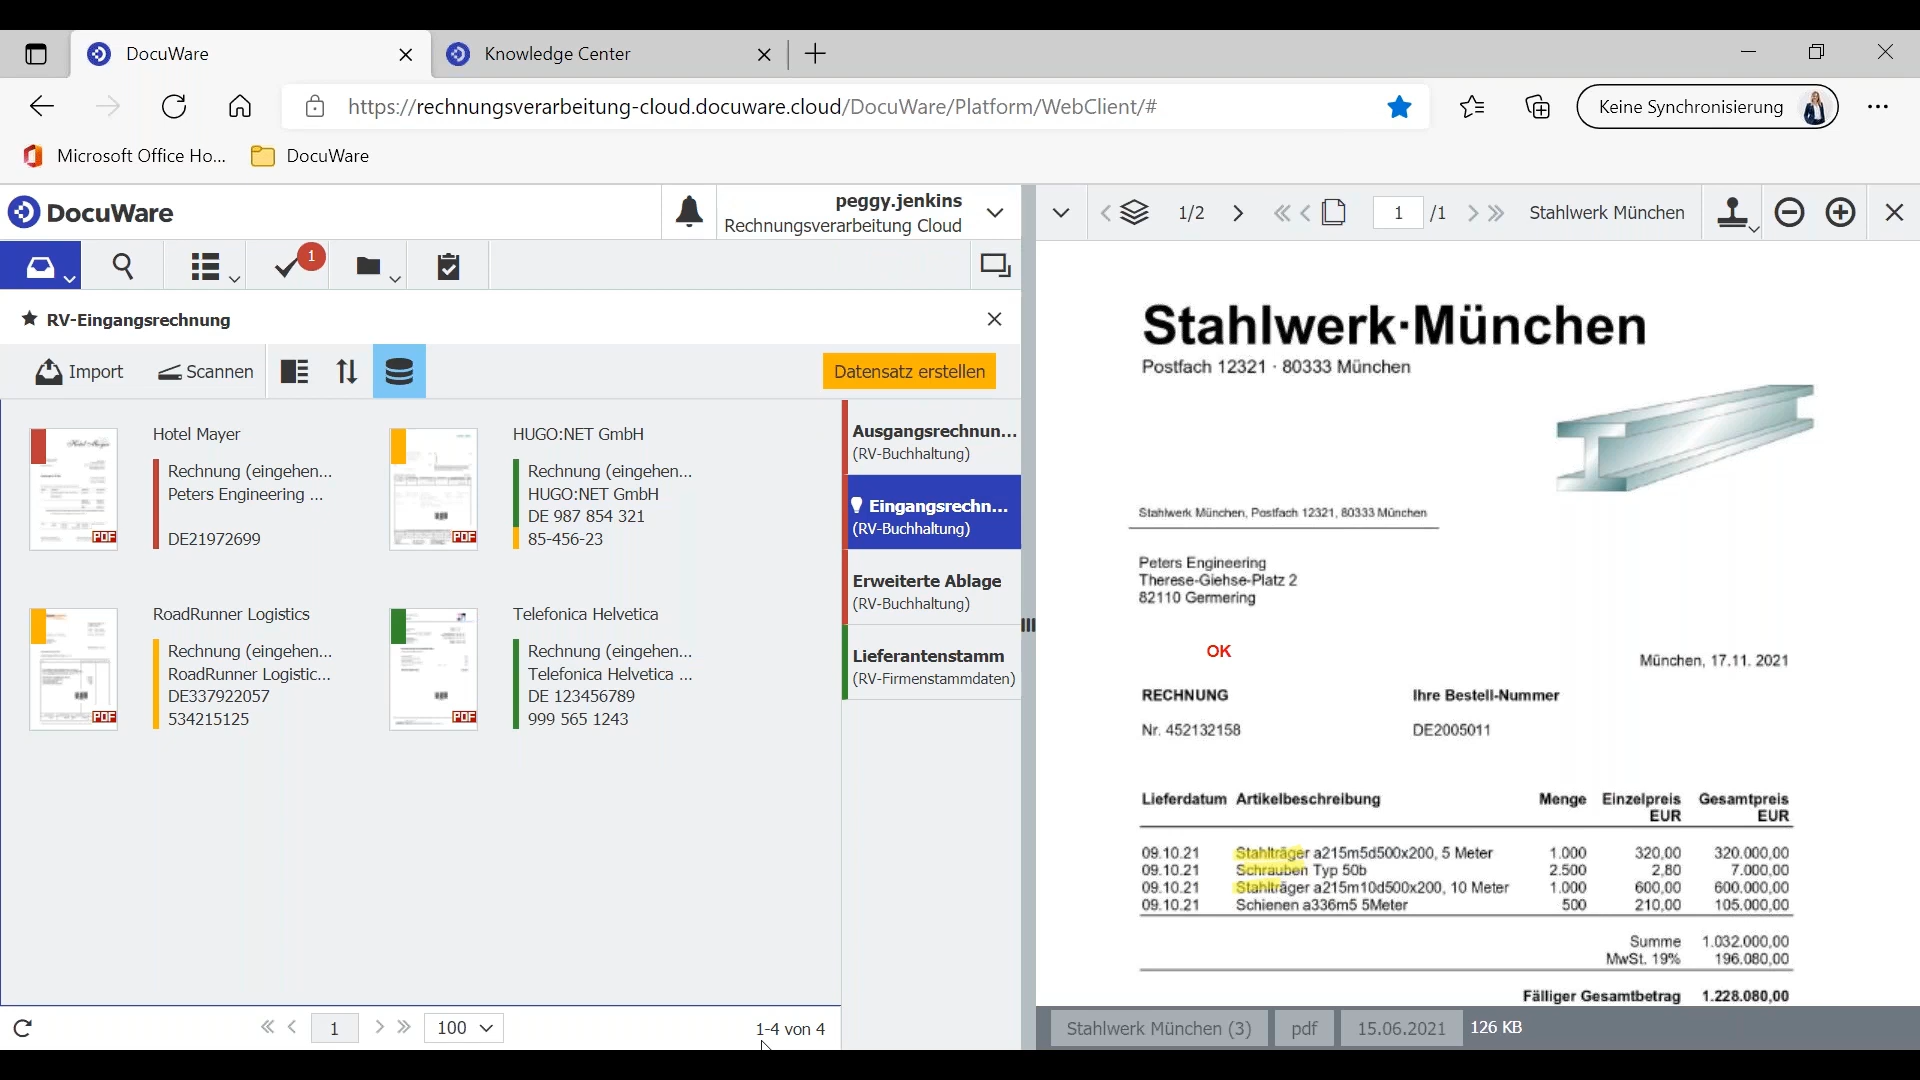 DocuWare
Knowledge Center
https://rechnungsverarbeitung-cloud.docuware.cloud/DocuWare/Platform/WebClient/#
Keine Synchronisierung
Microsoft Office Ho...
DocuWare
DocuWare
peggy.jenkins
Rechnungsverarbeitung Cloud
1
RV-Eingangsrechnung
Import
Scannen
Datensatz erstellen
Hotel Mayer
Rechnung (eingehen...
Peters Engineering ...
DE21972699
PDF
HUGO:NET GmbH
Rechnung (eingehen...
HUGO:NET GmbH
DE 987 854 321
85-456-23
PDF
RoadRunner Logistics
Rechnung (eingehen...
RoadRunner Logistic...
DE337922057
534215125
PDF
Telefonica Helvetica
Rechnung (eingehen...
Telefonica Helvetica ...
DE 123456789
999 565 1243
PDF
Ausgangsrechnun...
(RV-Buchhaltung)
Eingangsrechn...
(RV-Buchhaltung)
Erweiterte Ablage
(RV-Buchhaltung)
Lieferantenstamm
(RV-Firmenstammdaten)
1
100
1-4 von 4
1/2
1 /1
Stahlwerk München
Stahlwerk·München
Postfach 12321 · 80333 München
Stahlwerk München, Postfach 12321, 80333 München
Peters Engineering
Therese-Giehse-Platz 2
82110 Germering
OK
München, 17.11. 2021
RECHNUNG Ihre Bestell-Nummer
Nr. 452132158 DE2005011
Lieferdatum Artikelbeschreibung Menge Einzelpreis Gesamtpreis
EUR EUR
09.10.21 Stahlträger a215m5d500x200, 5 Meter 1.000 320,00 320.000,00
09.10.21 Schrauben Typ 50b 2.500 2,80 7.000,00
09.10.21 Stahlträger a215m10d500x200, 10 Meter 1.000 600,00 600.000,00
09.10.21 Schienen a336m5 5Meter 500 210,00 105.000,00
Summe 1.032.000,00
MwSt. 19% 196.080,00
Fälliger Gesamtbetrag 1.228.080,00
Stahlwerk München (3) pdf 15.06.2021 126 KB